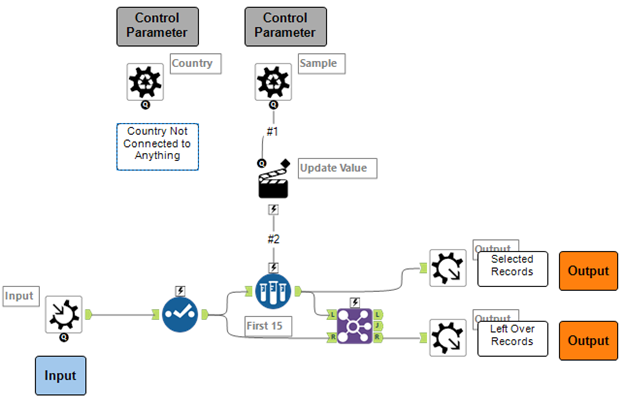 Control
Parameter
Control
Parameter
Country
Sample
Q
Q
#1
Country Not
Connected to
Anything
Q
Update Value
#2
Output
Selected
Records
Output
Input
First 15
L
L
J
R
R
Output
Left Over
Records
Output
Q
Input